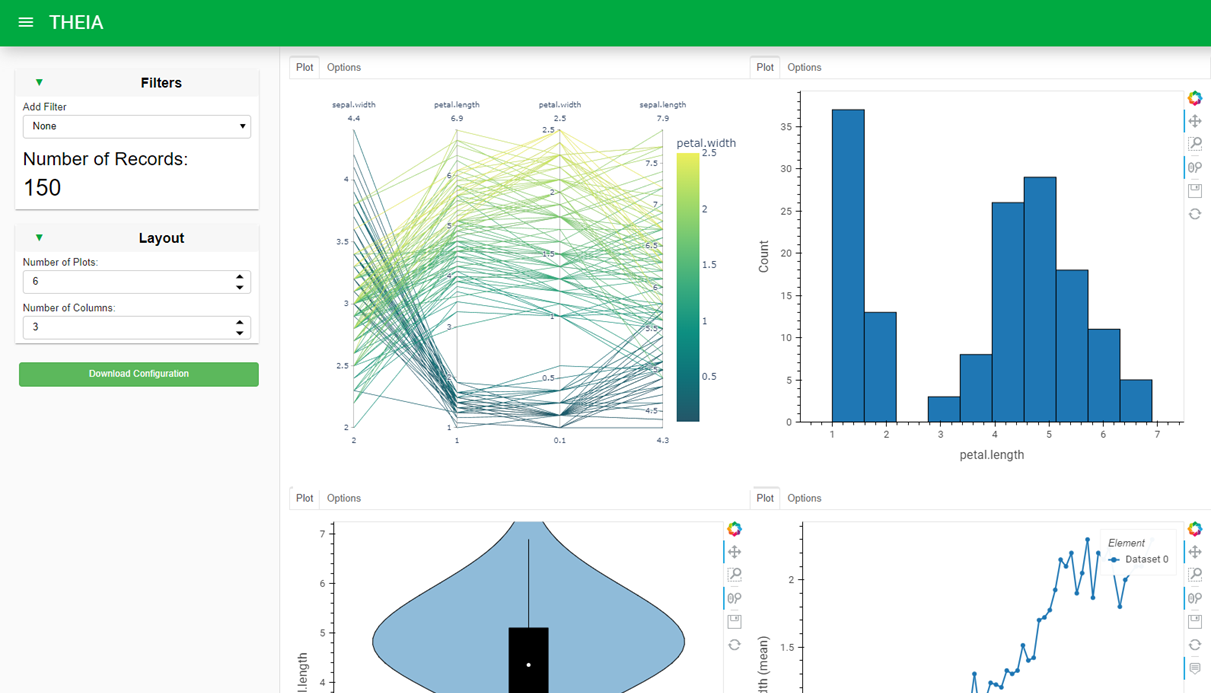 THEIA
Filters
Add Filter
None
Number of Records:
150
Layout
Number of Plots:
6
Number of Columns:
3
Download Configuration
Plot Options
sepal.width petal.length petal.width sepal.length
4.4 6.9 2.5 7.9
4
3.5
3
2.5
2
2
6
5
4
3
2
1
1
2.5
2
1.5
1
0.5
0.1
7.5
7
6.5
6
5.5
5
4.5
4.3
petal.width
2.5
2
1.5
1
0.5
Plot Options
Count
35
30
25
20
15
10
5
0
1 2 3 4 5 6 7
petal.length
Plot Options
7
6
5
4
l.length
Plot Options
2
1.5
dth (mean)
Element
Dataset 0